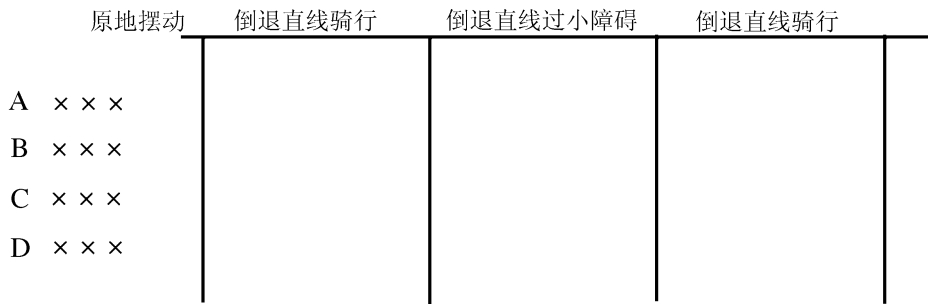 原地摆动 倒退直线骑行 倒退直线过小障碍 倒退直线骑行
A × × ×
B × × ×
C × × ×
D × × ×